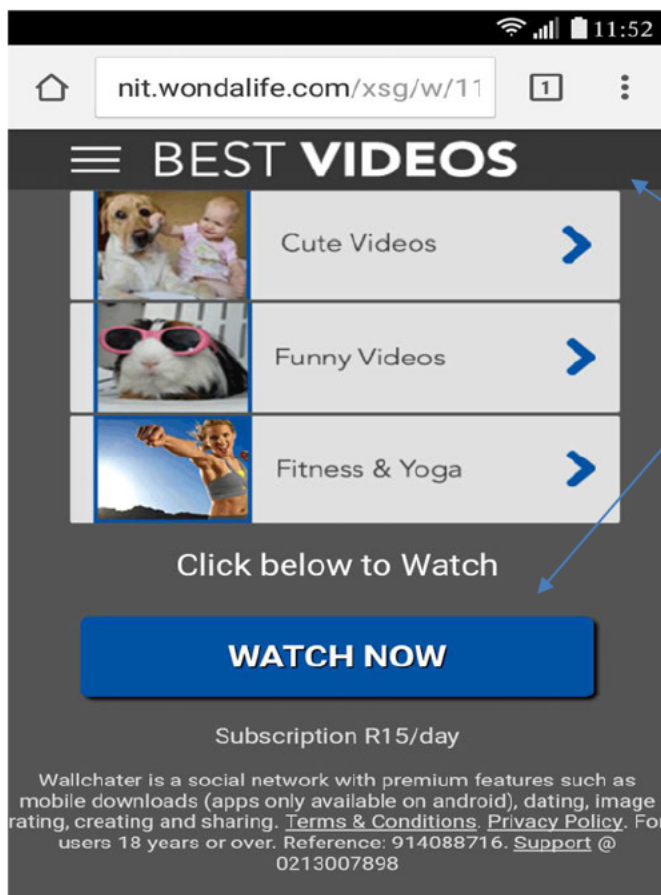 11:52
nit.wondalife.com/xsg/w/11
1
BEST VIDEOS
Cute Videos
Funny Videos
Fitness & Yoga
Click below to Watch
WATCH NOW
Subscription R15/day
Wallchater is a social network with premium features such as
mobile downloads (apps only available on android), dating, image
rating, creating and sharing. Terms & Conditions. Privacy Policy. For
users 18 years or over. Reference: 914088716. Support @
0213007898